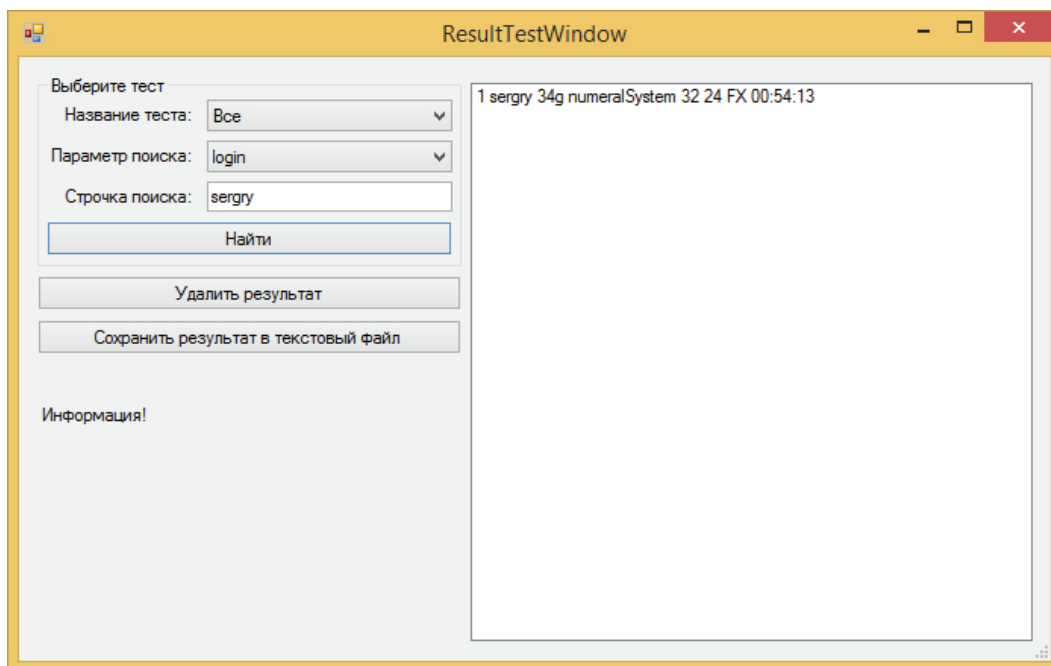 ResultTestWindow
Выберите тест
Название теста: Все
Параметр поиска: login
Строчка поиска: sergry
Найти
Удалить результат
Сохранить результат в текстовый файл
Информация!
1 sergry 34g numeralSystem 32 24 FX 00:54:13